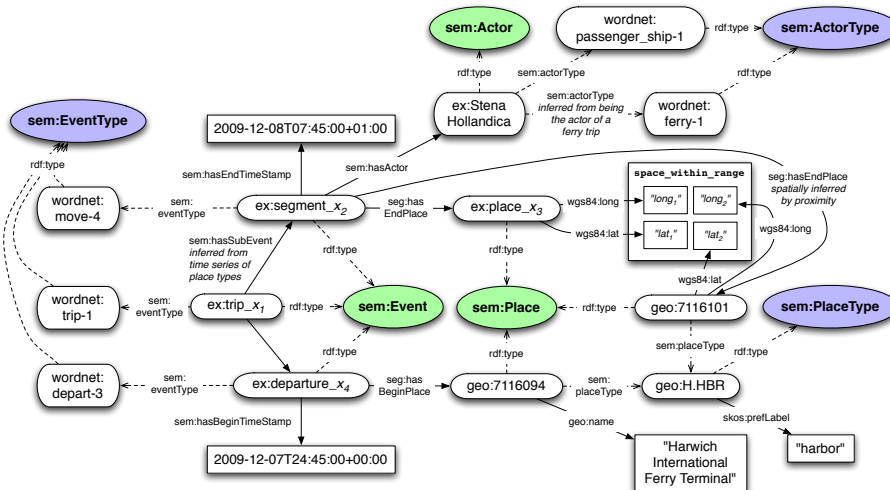 wordnet:
passenger_ship-1
sem:Actor
rdf:type
sem:ActorType
rdf:type
sem:actorType
rdf:type
sem:actorType
inferred from being
the actor of a
ferry trip
ex:Stena
Hollandica
wordnet:
ferry-1
sem:EventType
2009-12-08T07:45:00+01:00
rdf:type
sem:hasEndTimeStamp
sem:hasActor
seg:hasEndPlace
spatially inferred
by proximity
space_within_range
wordnet:
move-4
sem:
eventType
ex:segment_x2
seg:has
EndPlace
ex:place_x3
wgs84:long
"long1"
"long2"
wgs84:lat
"lat1"
"lat2"
wgs84:long
sem:hasSubEvent
inferred from
time series of
place types
rdf:type
rdf:type
wgs84:lat
wordnet:
trip-1
sem:
eventType
ex:trip_x1
rdf:type
sem:Event
sem:Place
rdf:type
geo:7116101
sem:PlaceType
rdf:type
rdf:type
sem:placeType
rdf:type
wordnet:
depart-3
sem:
eventType
ex:departure_x4
seg:has
BeginPlace
geo:7116094
sem:
placeType
geo:H.HBR
sem:hasBeginTimeStamp
geo:name
skos:prefLabel
2009-12-07T24:45:00+00:00
"Harwich
International
Ferry Terminal"
"harbor"